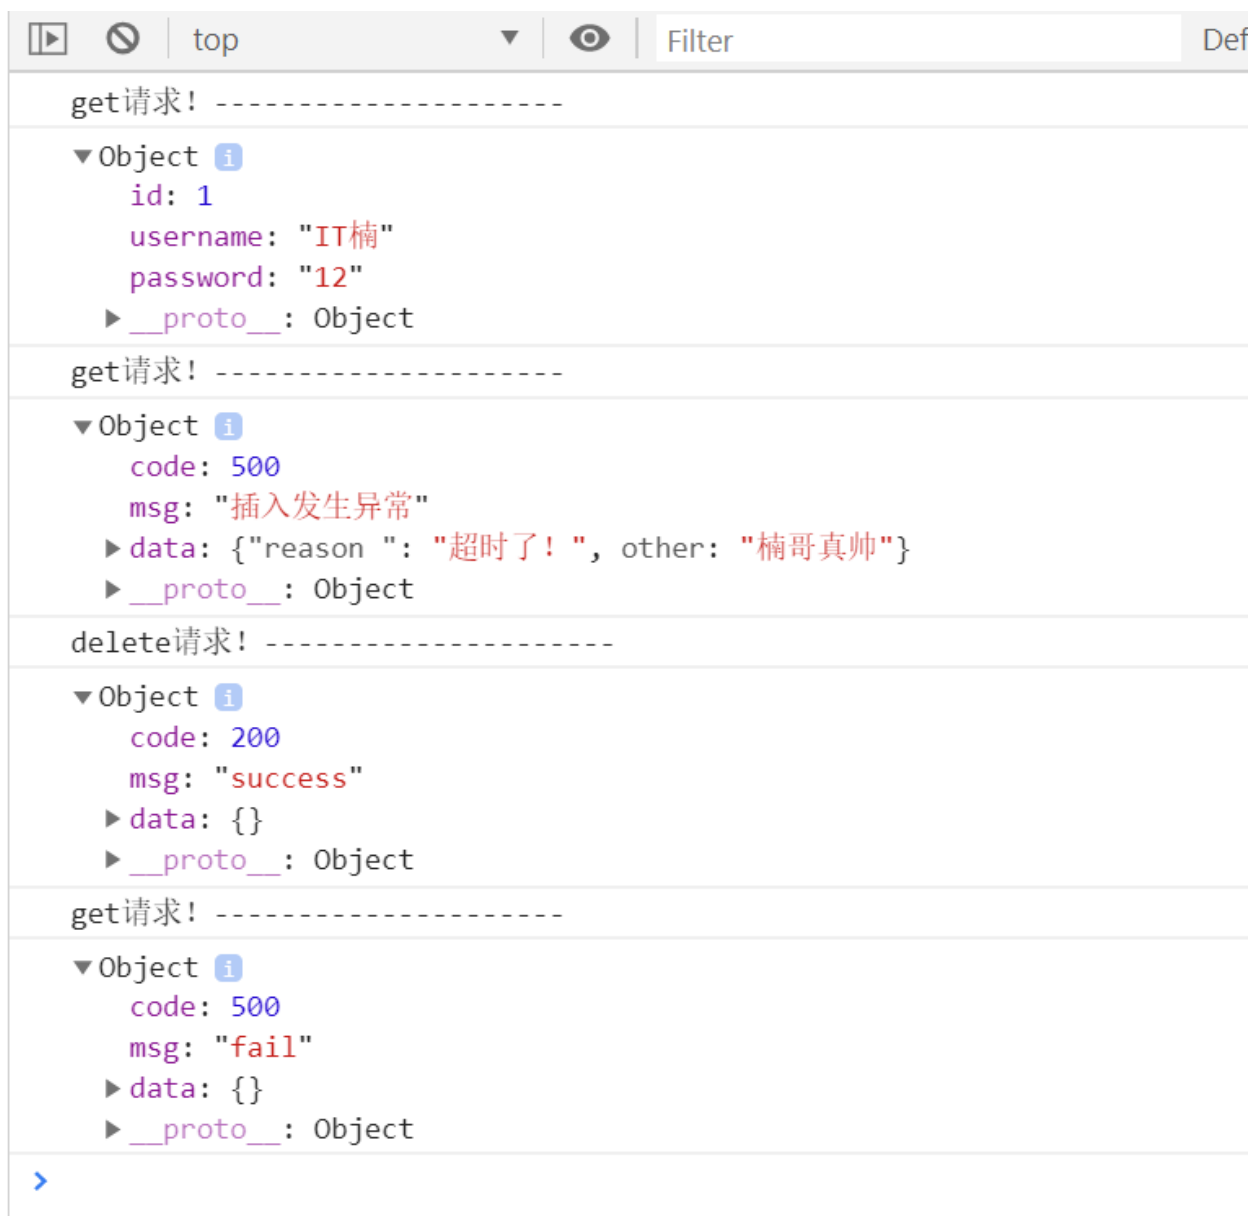 top ▼ Filter Def
get请求! ---------------------
▼Object i
id: 1
username: "IT楠"
password: "12"
▶__proto__: Object
get请求! ---------------------
▼Object i
code: 500
msg: "插入发生异常"
▶data: {"reason ": "超时了! ", other: "楠哥真帅"}
▶__proto__: Object
delete请求! ---------------------
▼Object i
code: 200
msg: "success"
▶data: {}
▶__proto__: Object
get请求! ---------------------
▼Object i
code: 500
msg: "fail"
▶data: {}
▶__proto__: Object
>